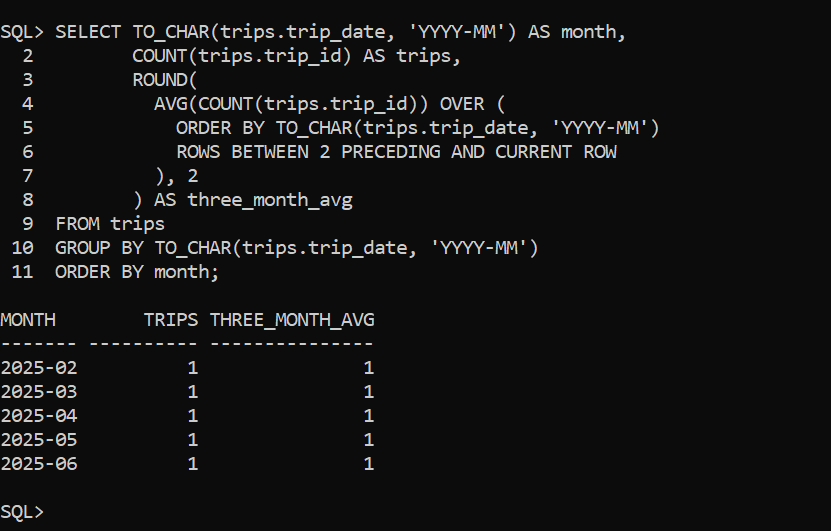 SQL> SELECT TO_CHAR(trips.trip_date, 'YYYY-MM') AS month,
  2         COUNT(trips.trip_id) AS trips,
  3         ROUND(
  4           AVG(COUNT(trips.trip_id)) OVER (
  5             ORDER BY TO_CHAR(trips.trip_date, 'YYYY-MM')
  6             ROWS BETWEEN 2 PRECEDING AND CURRENT ROW
  7           ), 2
  8         ) AS three_month_avg
  9  FROM trips
 10  GROUP BY TO_CHAR(trips.trip_date, 'YYYY-MM')
 11  ORDER BY month;

MONTH        TRIPS THREE_MONTH_AVG
------- ---------- ---------------
2025-02          1               1
2025-03          1               1
2025-04          1               1
2025-05          1               1
2025-06          1               1

SQL>